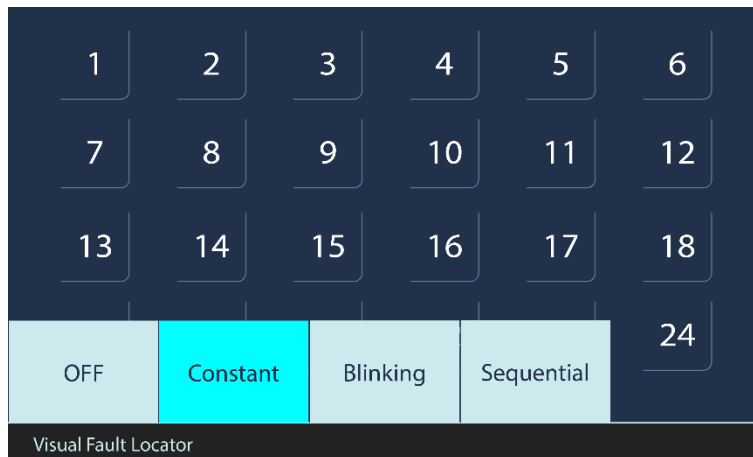 1 2 3 4 5 6
7 8 9 10 11 12
13 14 15 16 17 18
24
OFF Constant Blinking Sequential
Visual Fault Locator